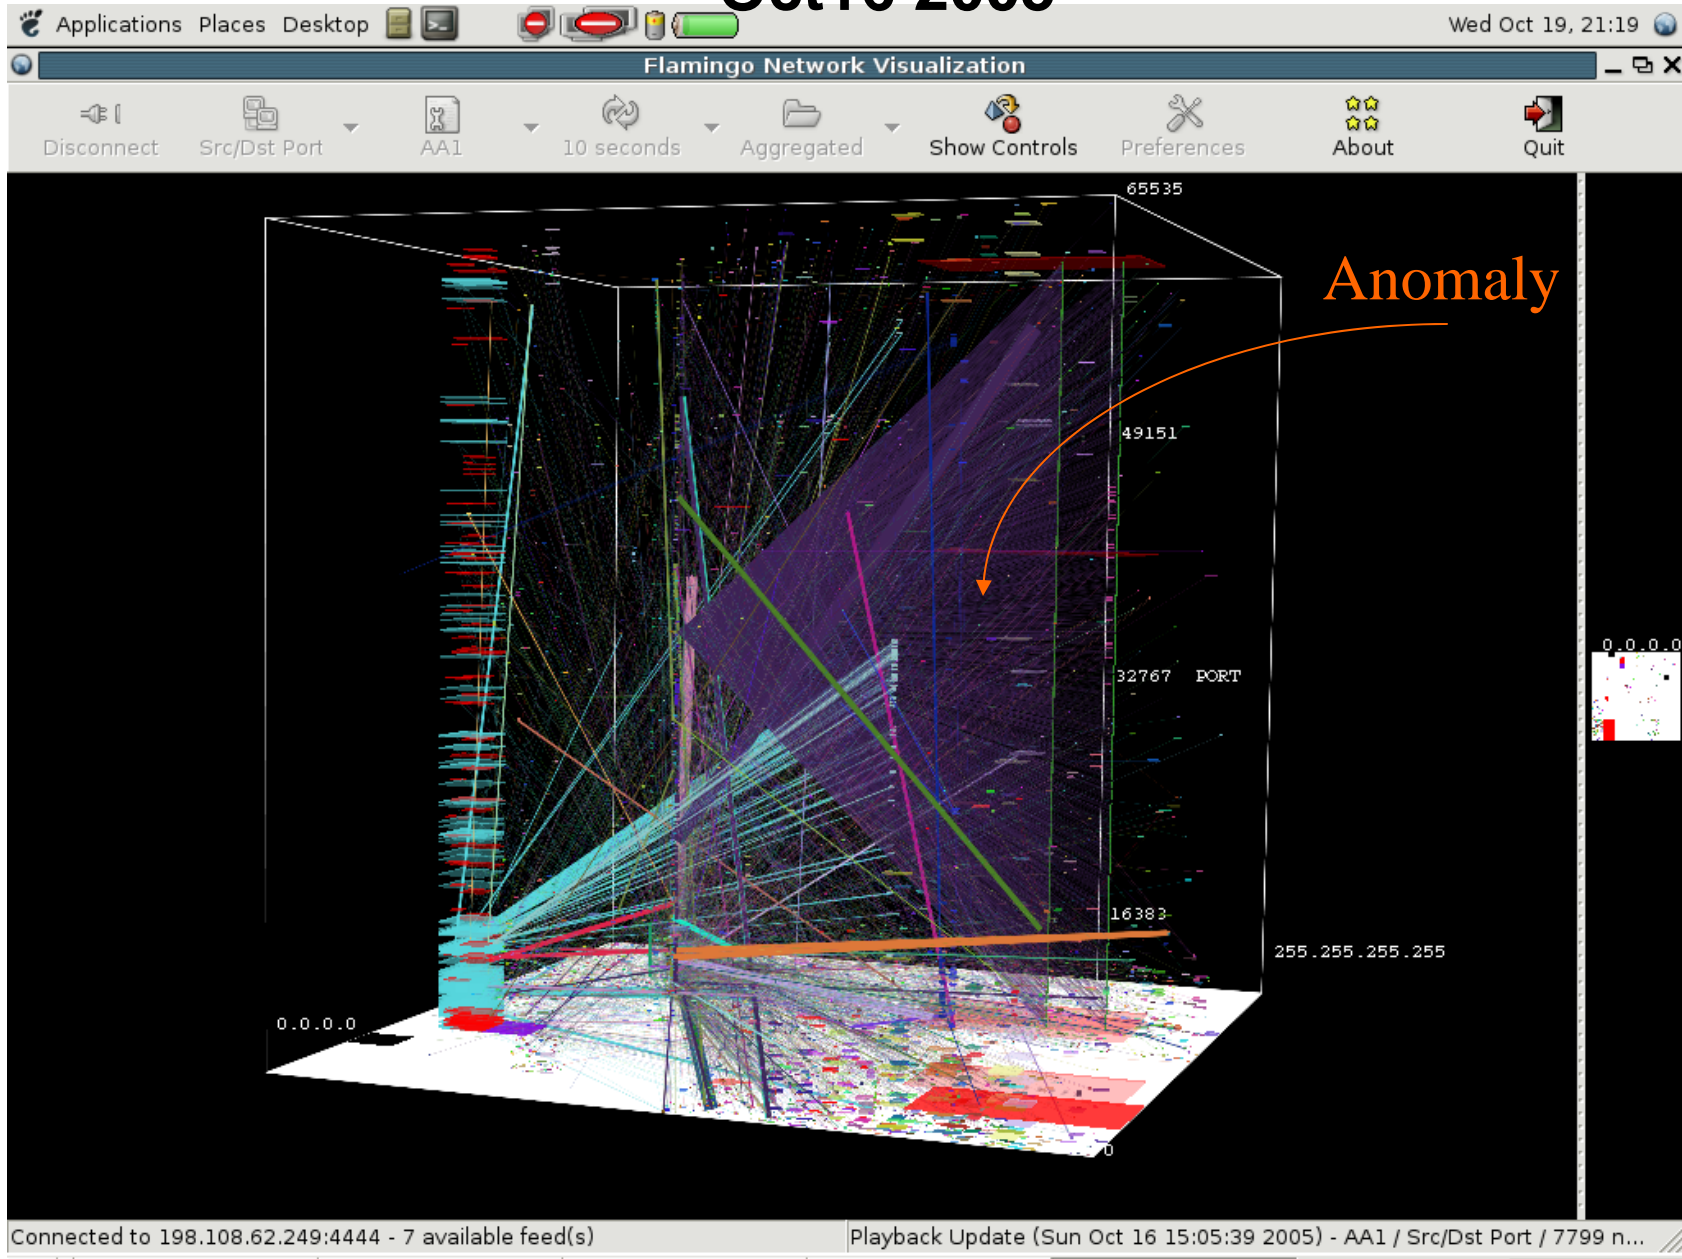 Oct16 2005
Applications Places Desktop
Wed Oct 19, 21:19
Flamingo Network Visualization
Disconnect
Src/Dst Port
AA1
10 seconds
Aggregated
Show Controls
Preferences
About
Quit
65535
Anomaly
49151
32767 PORT
16383
255.255.255.255
0.0.0.0
0.0.0.0
0
Connected to 198.108.62.249:4444 - 7 available feed(s)
Playback Update (Sun Oct 16 15:05:39 2005) - AA1 / Src/Dst Port / 7799 n...